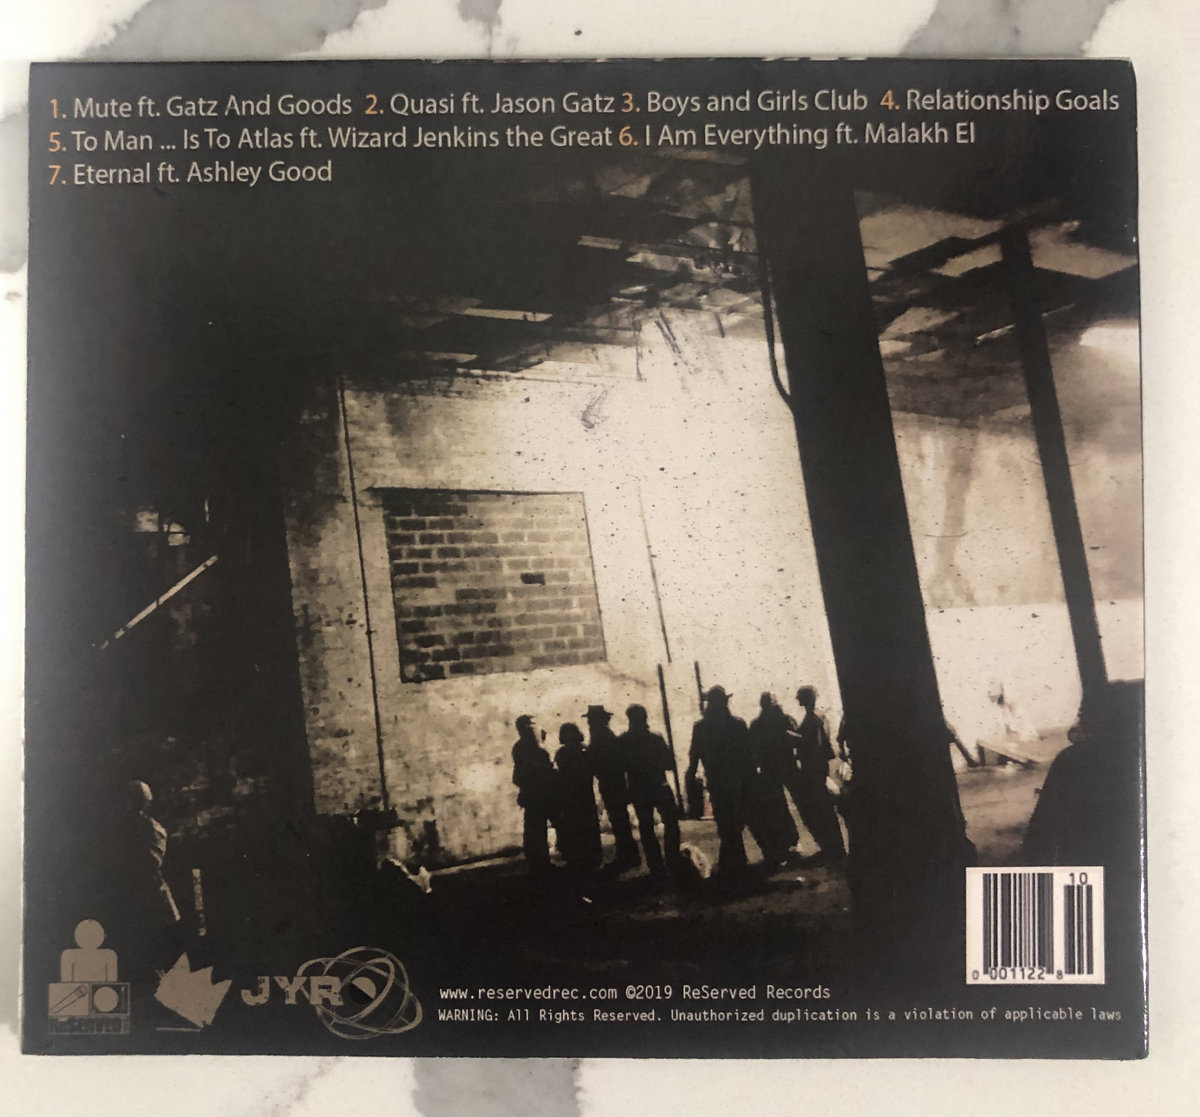 1. Mute ft. Gatz And Goods 2. Quasi ft. Jason Gatz 3. Boys and Girls Club 4. Relationship Goals
5. To Man ... Is To Atlas ft. Wizard Jenkins the Great 6. I Am Everything ft. Malakh El
7. Eternal ft. Ashley Good
10
0 001122 8
ReSERVED
JYRO
www.reservedrec.com ©2019 ReServed Records
WARNING: All Rights Reserved. Unauthorized duplication is a violation of applicable laws